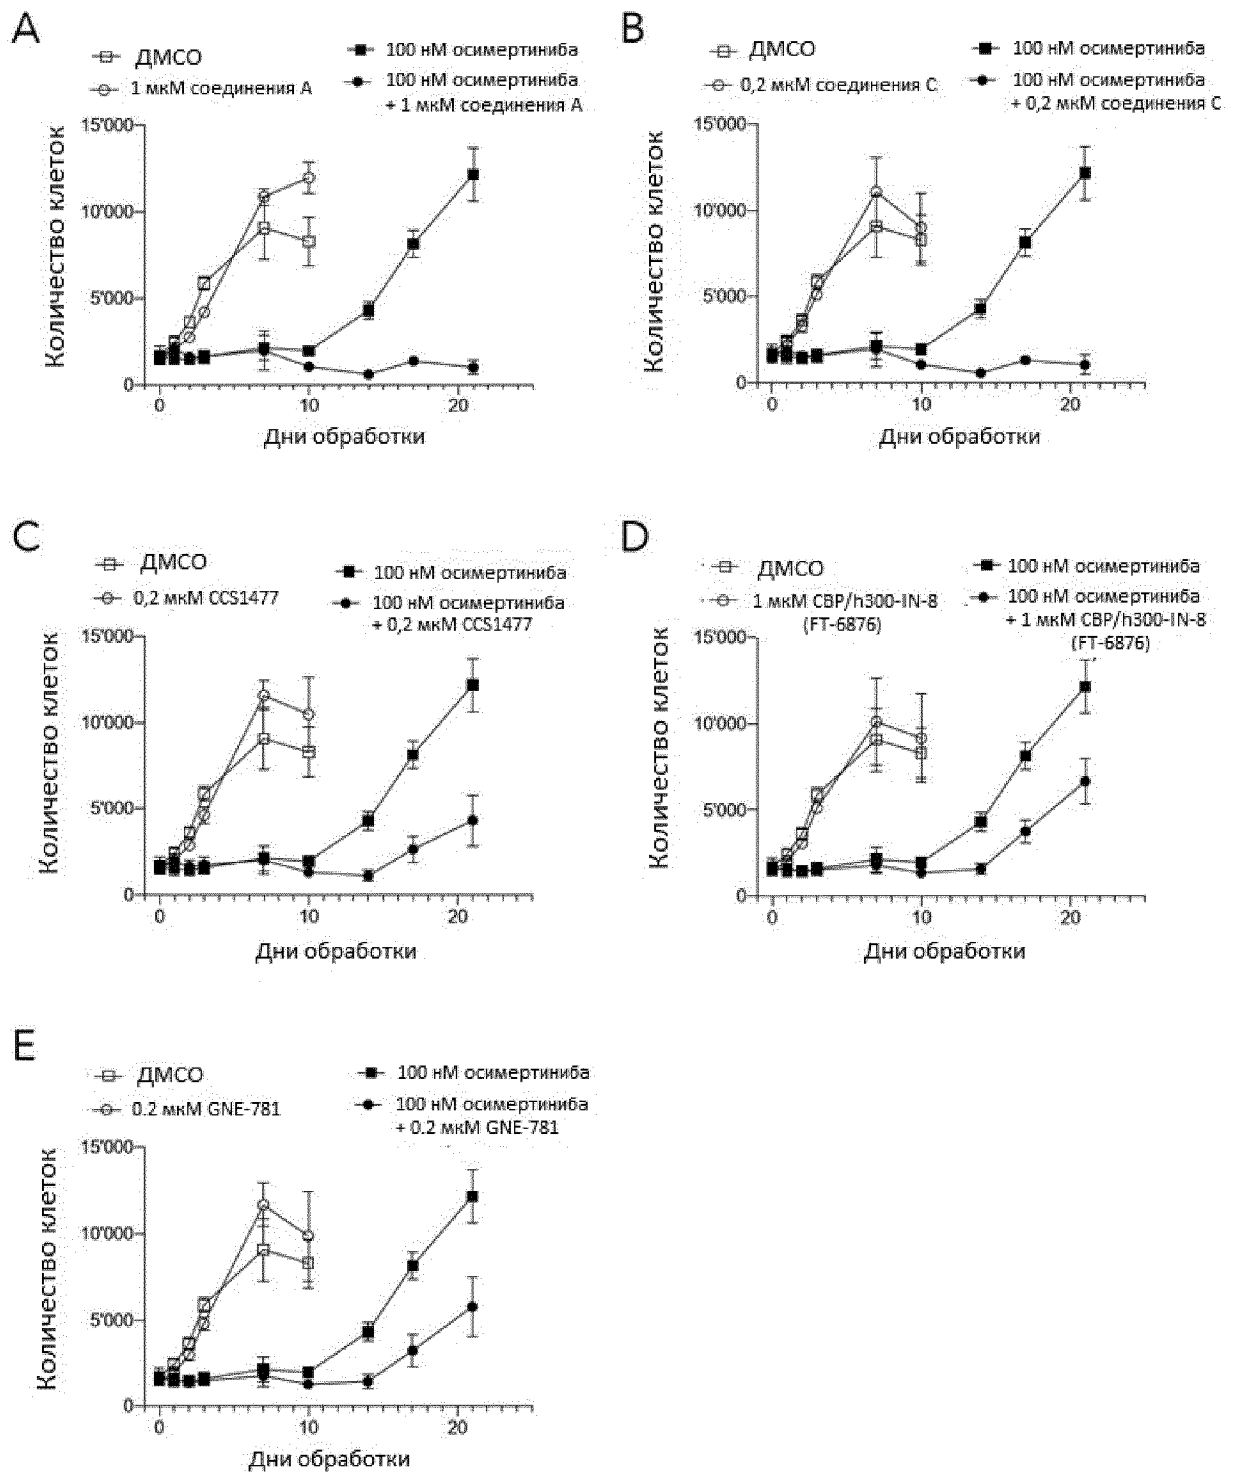 A
ДМСО
1 мкМ соединения А
100 нМ осимертиниба
100 нМ осимертиниба
+ 1 мкМ соединения А
Количество клеток
15'000
10'000
5'000
0
0
10
20
Дни обработки
B
ДМСО
0,2 мкМ соединения С
100 нМ осимертиниба
100 нМ осимертиниба
+ 0,2 мкМ соединения С
Количество клеток
15'000
10'000
5'000
0
0
10
20
Дни обработки
C
ДМСО
0,2 мкМ CCS1477
100 нМ осимертиниба
100 нМ осимертиниба
+ 0,2 мкМ CCS1477
Количество клеток
15'000
10'000
5'000
0
0
10
20
Дни обработки
D
ДМСО
1 мкМ CBP/h300-IN-8
(FT-6876)
100 нМ осимертиниба
100 нМ осимертиниба
+ 1 мкМ CBP/h300-IN-8
(FT-6876)
Количество клеток
15'000
10'000
5'000
0
0
10
20
Дни обработки
E
ДМСО
0.2 мкМ GNE-781
100 нМ осимертиниба
100 нМ осимертиниба
+ 0.2 мкМ GNE-781
Количество клеток
15'000
10'000
5'000
0
0
10
20
Дни обработки